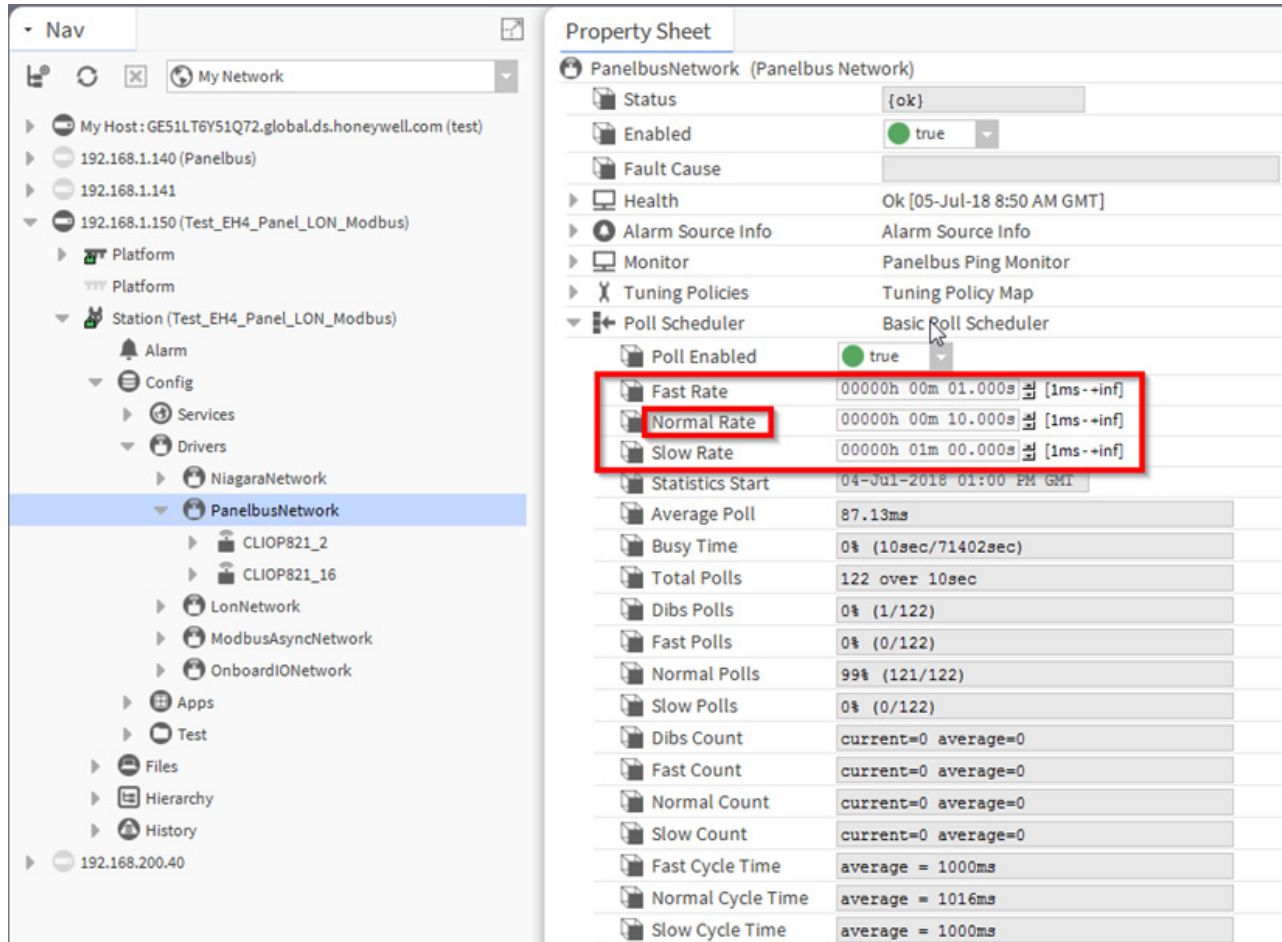 Nav
My Network
My Host : GE51LT6Y51Q72.global.ds.honeywell.com (test)
192.168.1.140 (Panelbus)
192.168.1.141
192.168.1.150 (Test_EH4_Panel_LON_Modbus)
Platform
Platform
Station (Test_EH4_Panel_LON_Modbus)
Alarm
Config
Services
Drivers
NiagaraNetwork
PanelbusNetwork
CLIOP821_2
CLIOP821_16
LonNetwork
ModbusAsyncNetwork
OnboardIONetwork
Apps
Test
Files
Hierarchy
History
192.168.200.40
Property Sheet
PanelbusNetwork (Panelbus Network)
Status {ok}
Enabled true
Fault Cause
Health Ok [05-Jul-18 8:50 AM GMT]
Alarm Source Info Alarm Source Info
Monitor Panelbus Ping Monitor
Tuning Policies Tuning Policy Map
Poll Scheduler Basic Poll Scheduler
Poll Enabled true
Fast Rate 00000h 00m 01.000s [1ms-+inf]
Normal Rate 00000h 00m 10.000s [1ms-+inf]
Slow Rate 00000h 01m 00.000s [1ms-+inf]
Statistics Start 04-Jul-2018 01:00 PM GMT
Average Poll 87.13ms
Busy Time 0% (10sec/71402sec)
Total Polls 122 over 10sec
Dibs Polls 0% (1/122)
Fast Polls 0% (0/122)
Normal Polls 99% (121/122)
Slow Polls 0% (0/122)
Dibs Count current=0 average=0
Fast Count current=0 average=0
Normal Count current=0 average=0
Slow Count current=0 average=0
Fast Cycle Time average = 1000ms
Normal Cycle Time average = 1016ms
Slow Cycle Time average = 1000ms